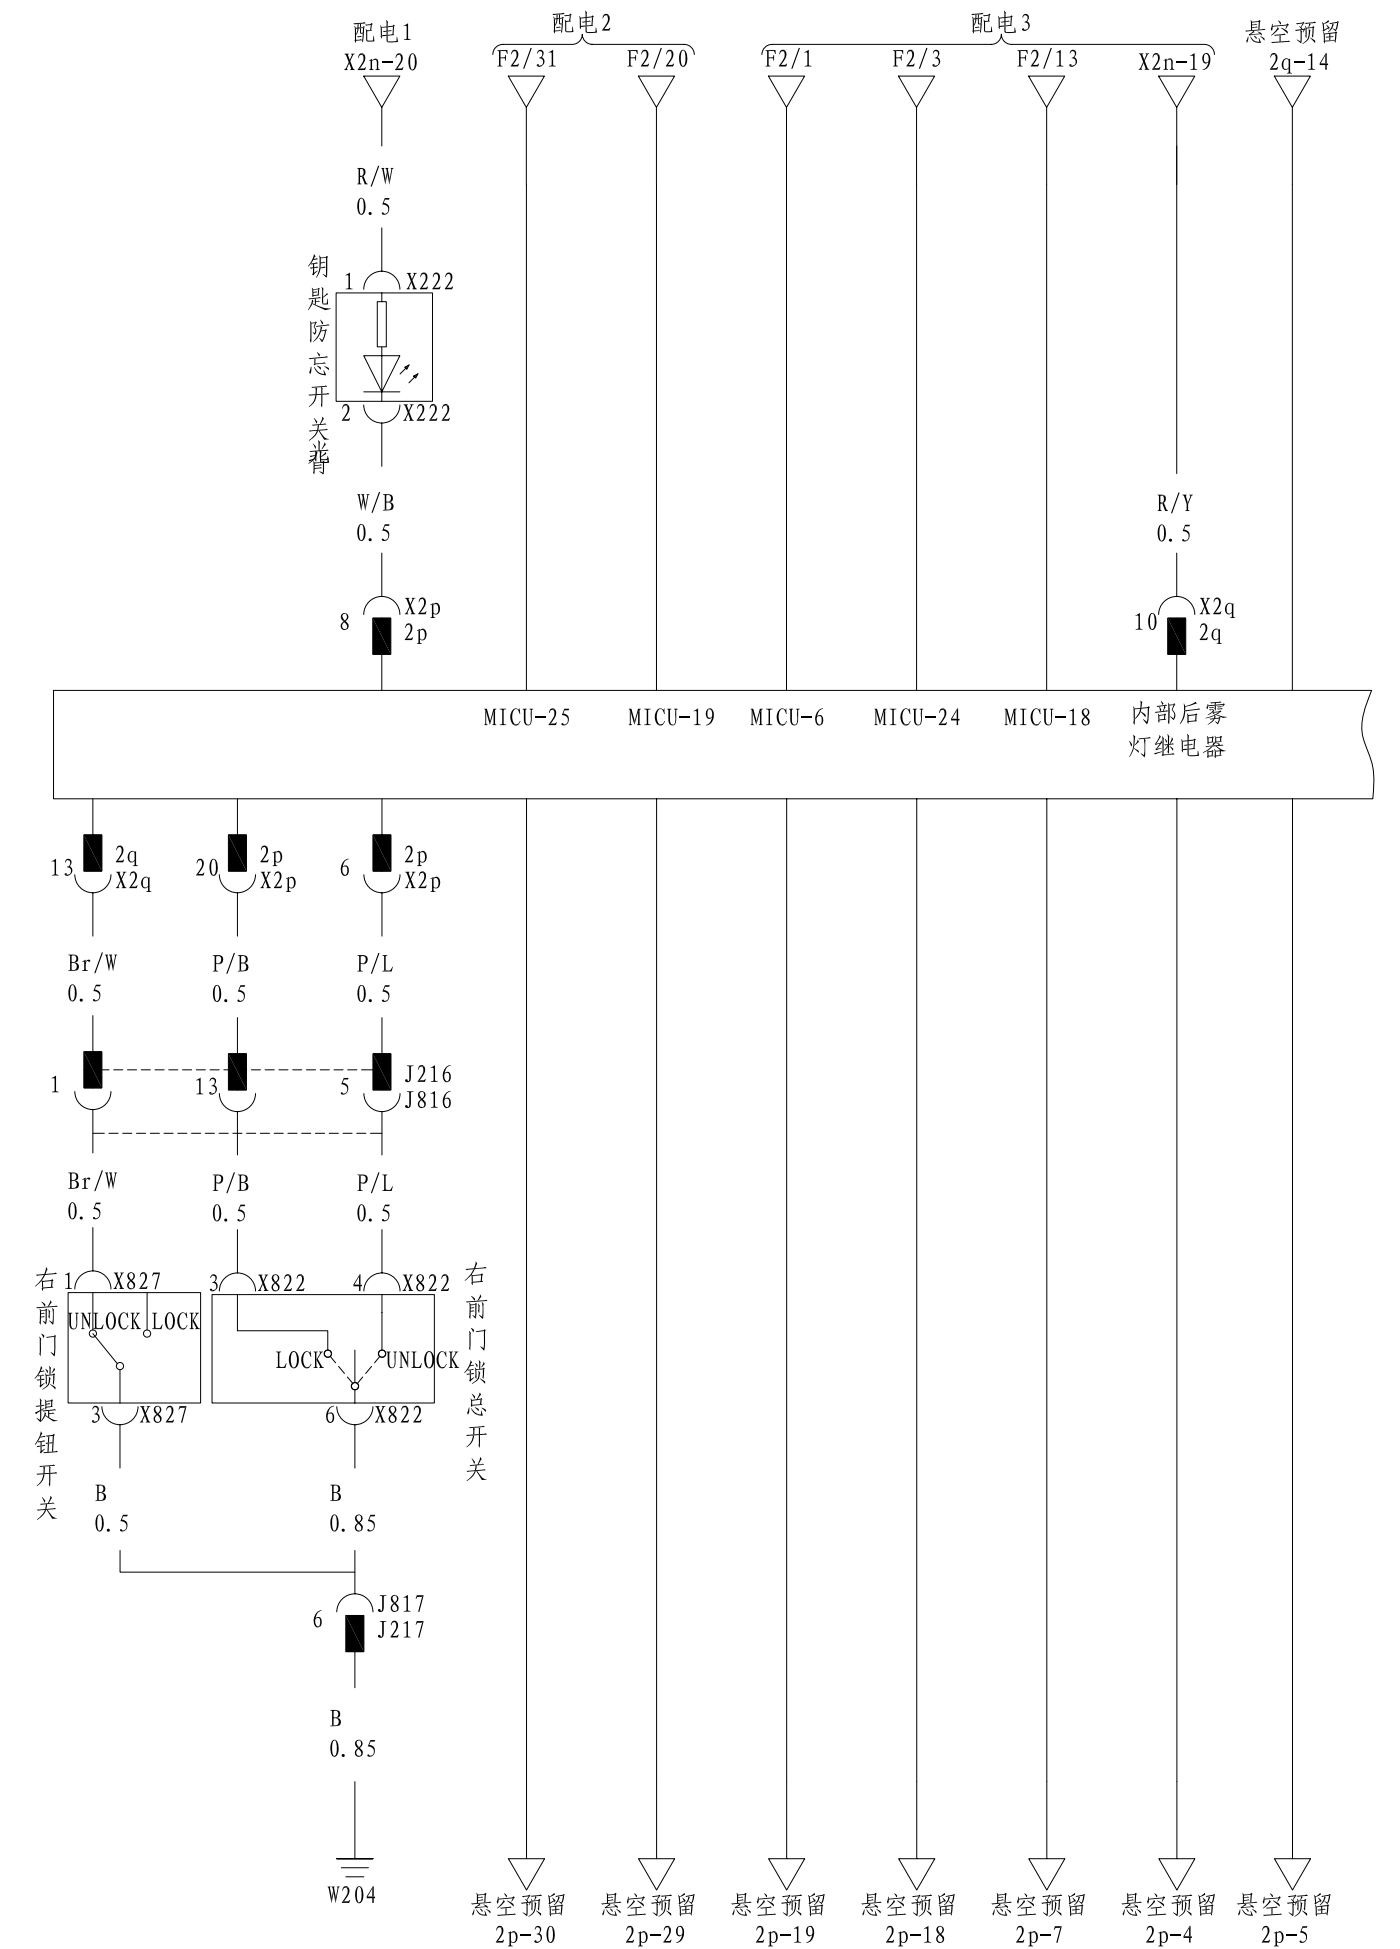 配电1
X2n-20
配电2
F2/31
F2/20
配电3
F2/1
F2/3
F2/13
X2n-19
悬空预留
2q-14
R/W
0.5
钥匙防忘开关背光
1
X222
2
X222
W/B
0.5
R/Y
0.5
8
X2p
2p
10
X2q
2q
MICU-25
MICU-19
MICU-6
MICU-24
MICU-18
内部后雾
灯继电器
13
2q
X2q
20
2p
X2p
6
2p
X2p
Br/W
0.5
P/B
0.5
P/L
0.5
1
13
5
J216
J816
Br/W
0.5
P/B
0.5
P/L
0.5
右前门锁提钮开关
1
X827
UNLOCK
LOCK
3
X827
3
X822
4
X822
LOCK
UNLOCK
6
X822
右前门锁总开关
B
0.5
B
0.85
6
J817
J217
B
0.85
W204
悬空预留
2p-30
悬空预留
2p-29
悬空预留
2p-19
悬空预留
2p-18
悬空预留
2p-7
悬空预留
2p-4
悬空预留
2p-5